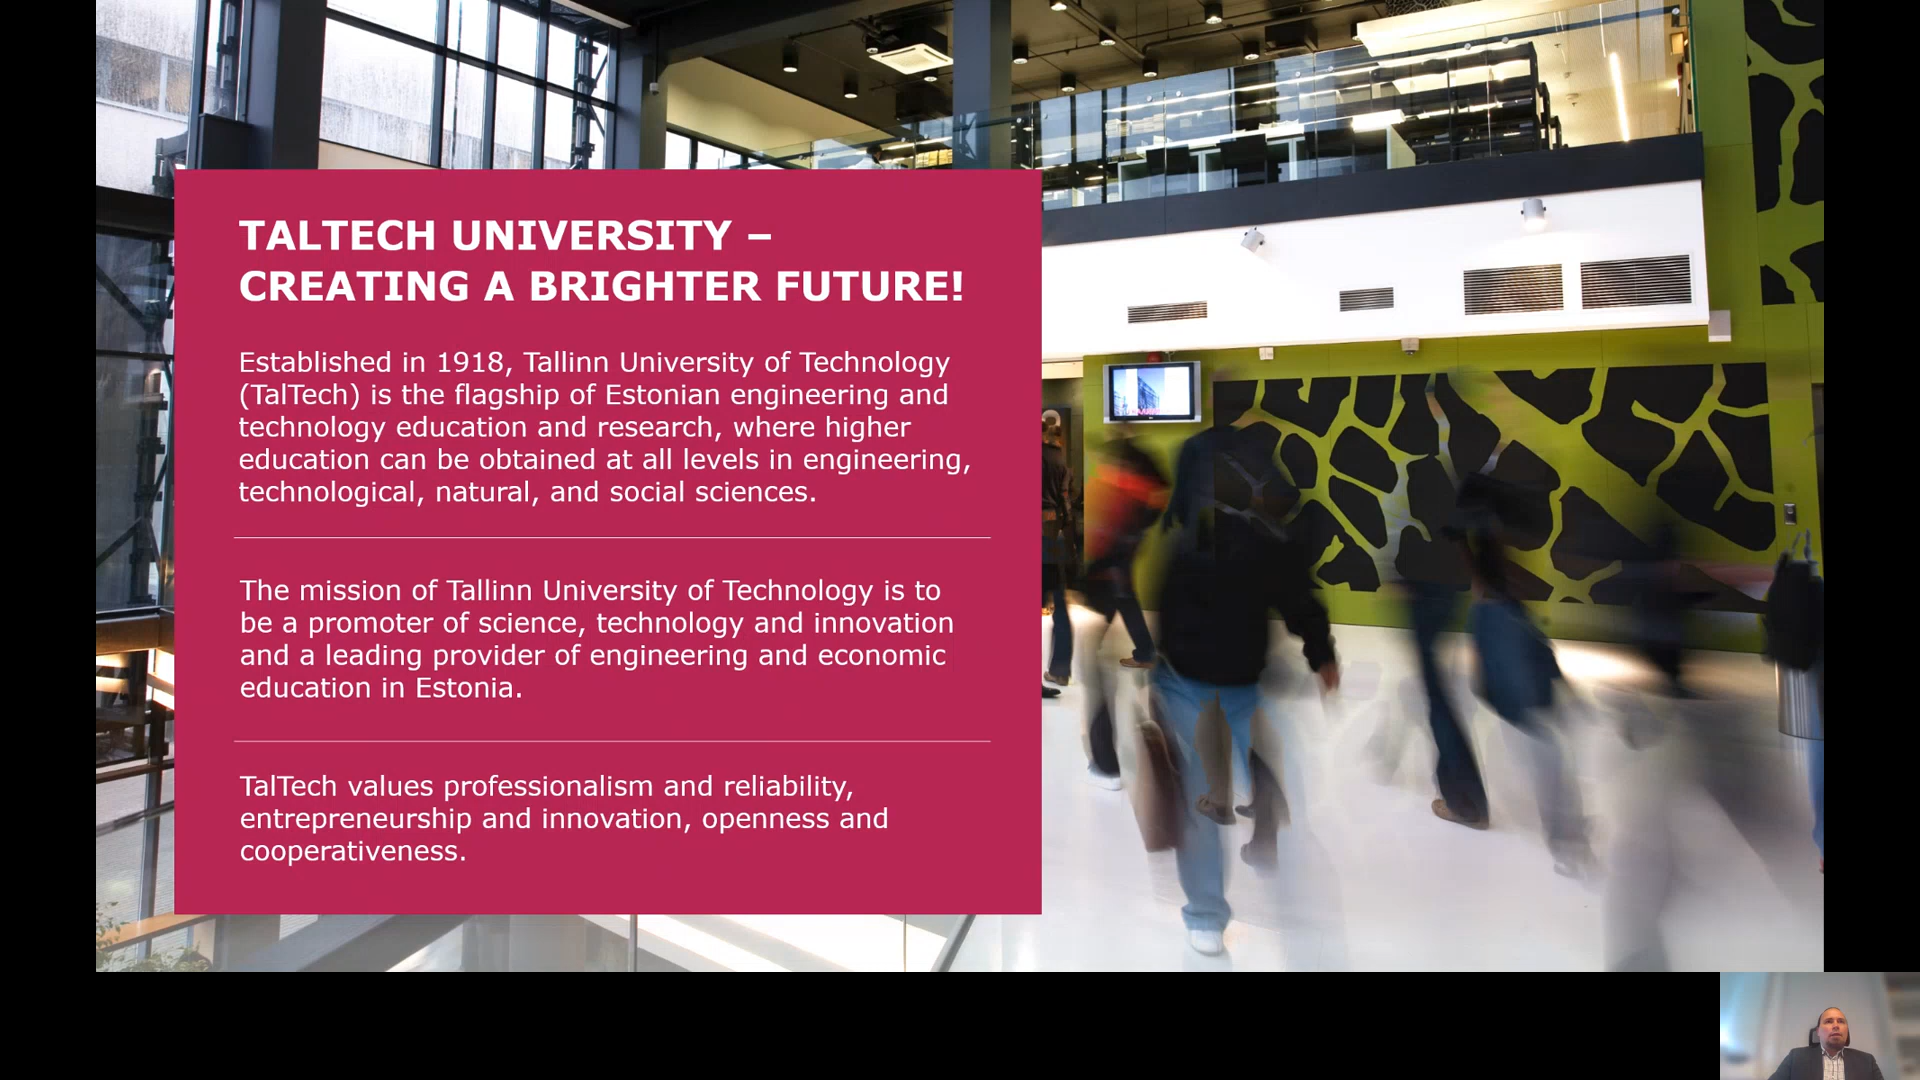 TALTECH UNIVERSITY –
CREATING A BRIGHTER FUTURE!
Established in 1918, Tallinn University of Technology
(TalTech) is the flagship of Estonian engineering and
technology education and research, where higher
education can be obtained at all levels in engineering,
technological, natural, and social sciences.
The mission of Tallinn University of Technology is to
be a promoter of science, technology and innovation
and a leading provider of engineering and economic
education in Estonia.
TalTech values professionalism and reliability,
entrepreneurship and innovation, openness and
cooperativeness.